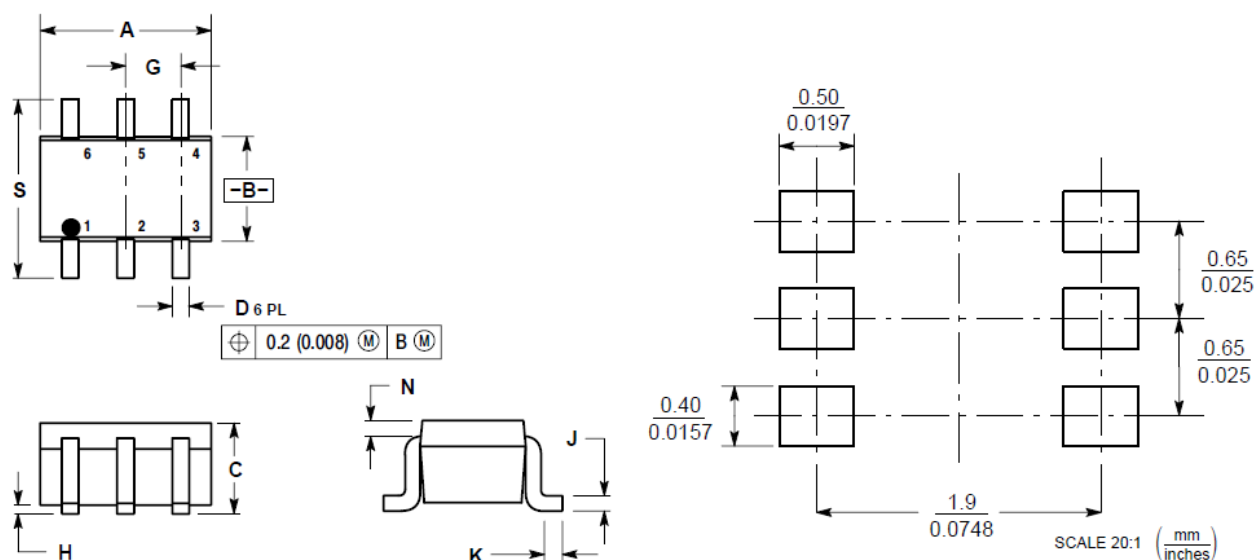 A
G
6 5 4
S
-B-
1 2 3
D 6 PL
⌖ 0.2 (0.008) Ⓜ B Ⓜ
N
J
C
H
K
0.50
0.0197
0.65
0.025
0.65
0.025
0.40
0.0157
1.9
0.0748
SCALE 20:1 (mm
inches)